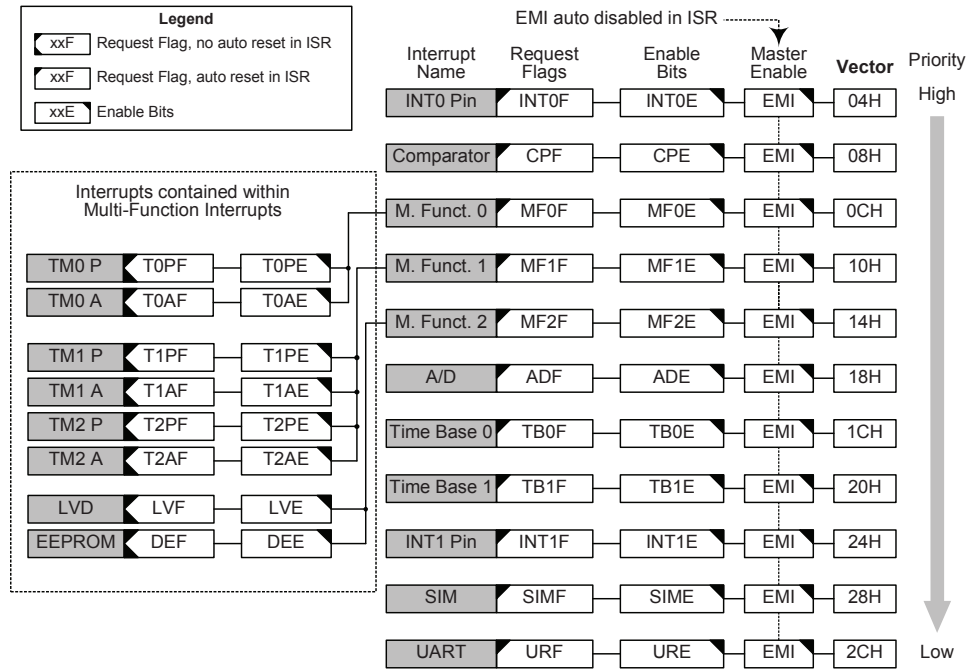 Legend
xxF Request Flag, no auto reset in ISR
xxF Request Flag, auto reset in ISR
xxE Enable Bits
EMI auto disabled in ISR
Interrupt Name Request Flags Enable Bits Master Enable Vector Priority
High
INT0 Pin INT0F INT0E EMI 04H
Comparator CPF CPE EMI 08H
M. Funct. 0 MF0F MF0E EMI 0CH
M. Funct. 1 MF1F MF1E EMI 10H
M. Funct. 2 MF2F MF2E EMI 14H
A/D ADF ADE EMI 18H
Time Base 0 TB0F TB0E EMI 1CH
Time Base 1 TB1F TB1E EMI 20H
INT1 Pin INT1F INT1E EMI 24H
SIM SIMF SIME EMI 28H
UART URF URE EMI 2CH
Low
Interrupts contained within
Multi-Function Interrupts
TM0 P T0PF T0PE
TM0 A T0AF T0AE
TM1 P T1PF T1PE
TM1 A T1AF T1AE
TM2 P T2PF T2PE
TM2 A T2AF T2AE
LVD LVF LVE
EEPROM DEF DEE